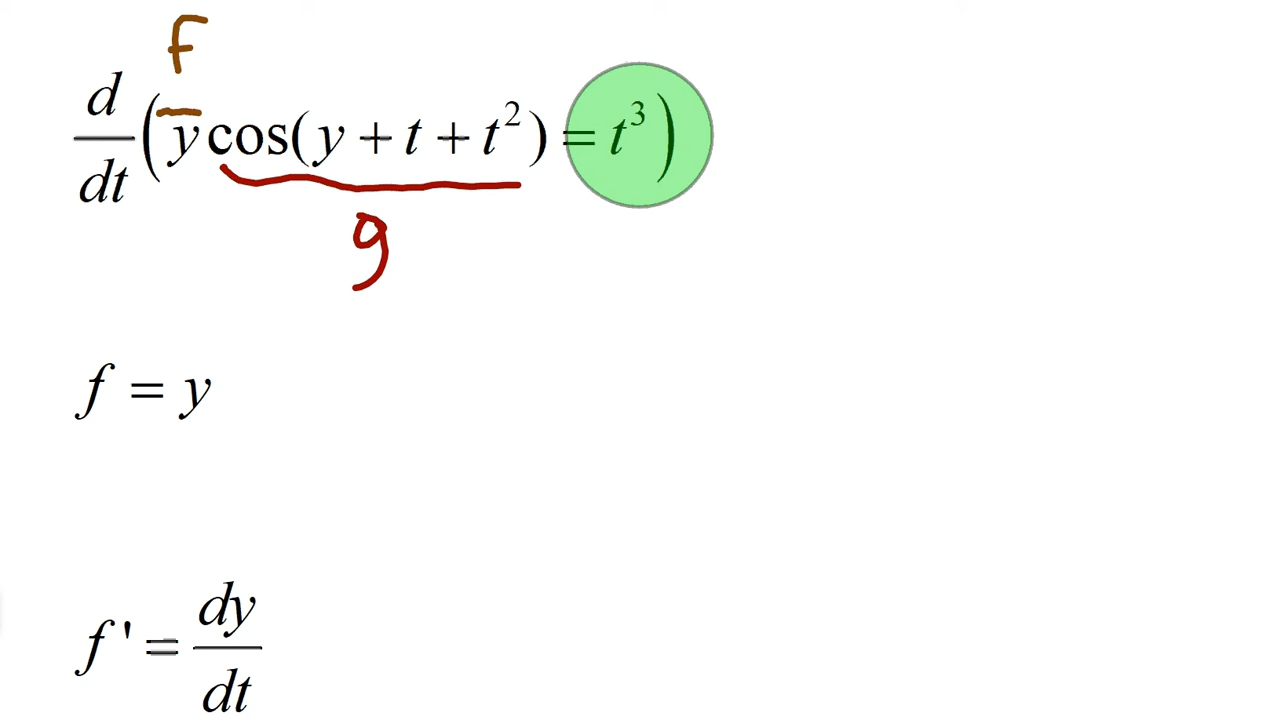 F
d/dt (y cos(y + t + t²) = t³)
g
f = y
f ' = dy/dt